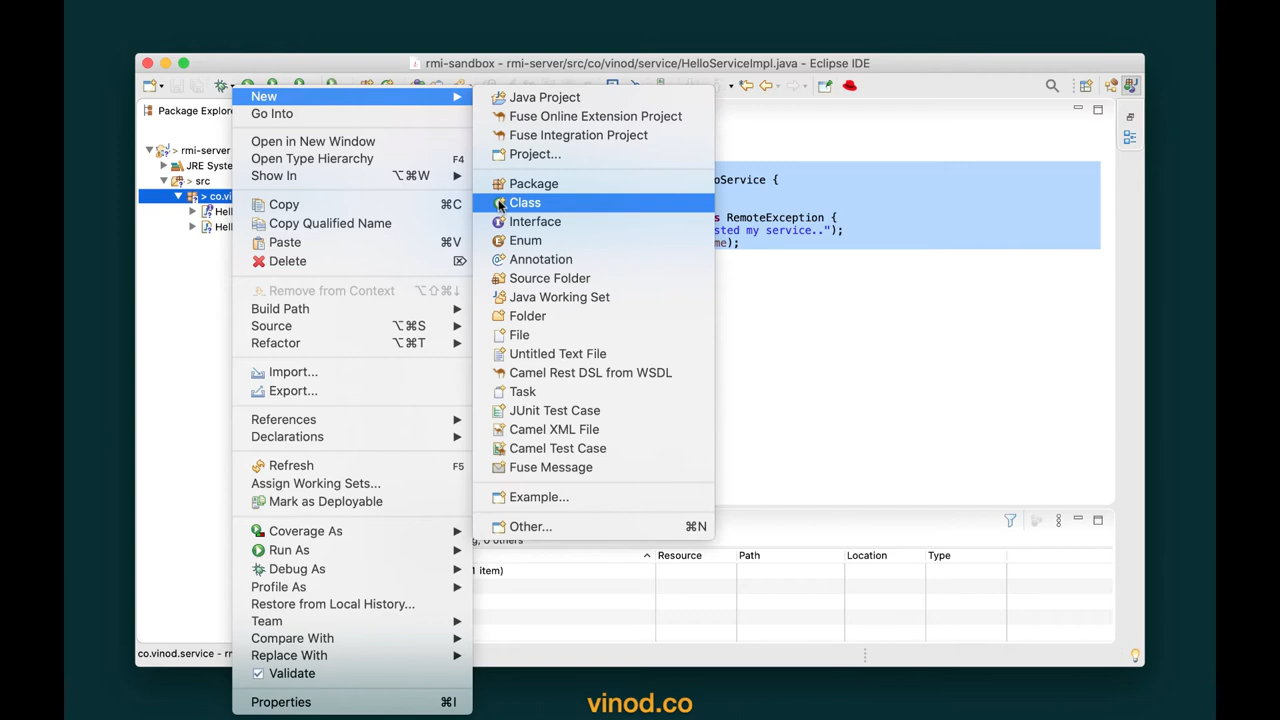 rmi-sandbox - rmi-server/src/co/vinod/service/HelloServiceImpl.java - Eclipse IDE
Package Explore
rmi-server
JRE Syste
> src
> co.vi
Hell
Hell
New
Go Into
Open in New Window
Open Type Hierarchy F4
Show In ⌥⌘W
Copy ⌘C
Copy Qualified Name
Paste ⌘V
Delete ⌦
Remove from Context ⌥⇧⌘↓
Build Path
Source ⌥⌘S
Refactor ⌥⌘T
Import...
Export...
References
Declarations
Refresh F5
Assign Working Sets...
Mark as Deployable
Coverage As
Run As
Debug As
Profile As
Restore from Local History...
Team
Compare With
Replace With
Validate
Properties ⌘I
Java Project
Fuse Online Extension Project
Fuse Integration Project
Project...
Package
Class
Interface
Enum
Annotation
Source Folder
Java Working Set
Folder
File
Untitled Text File
Camel Rest DSL from WSDL
Task
JUnit Test Case
Camel XML File
Camel Test Case
Fuse Message
Example...
Other... ⌘N
oService {
s RemoteException {
sted my service..");
me);
g, 0 others
Resource Path Location Type
1 item)
co.vinod.service - rm
vinod.co